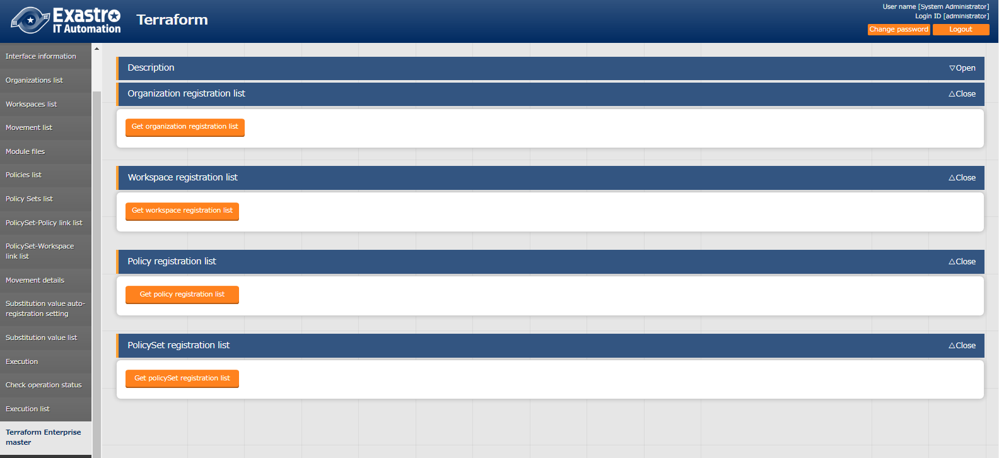 Exastro
IT Automation
Terraform
User name [System Administrator]
Login ID [administrator]
Change password
Logout
Interface information
Organizations list
Workspaces list
Movement list
Module files
Policies list
Policy Sets list
PolicySet-Policy link list
PolicySet-Workspace
link list
Movement details
Substitution value auto-
registration setting
Substitution value list
Execution
Check operation status
Execution list
Terraform Enterprise
master
Description
▽Open
Organization registration list
△Close
Get organization registration list
Workspace registration list
△Close
Get workspace registration list
Policy registration list
△Close
Get policy registration list
PolicySet registration list
△Close
Get policySet registration list